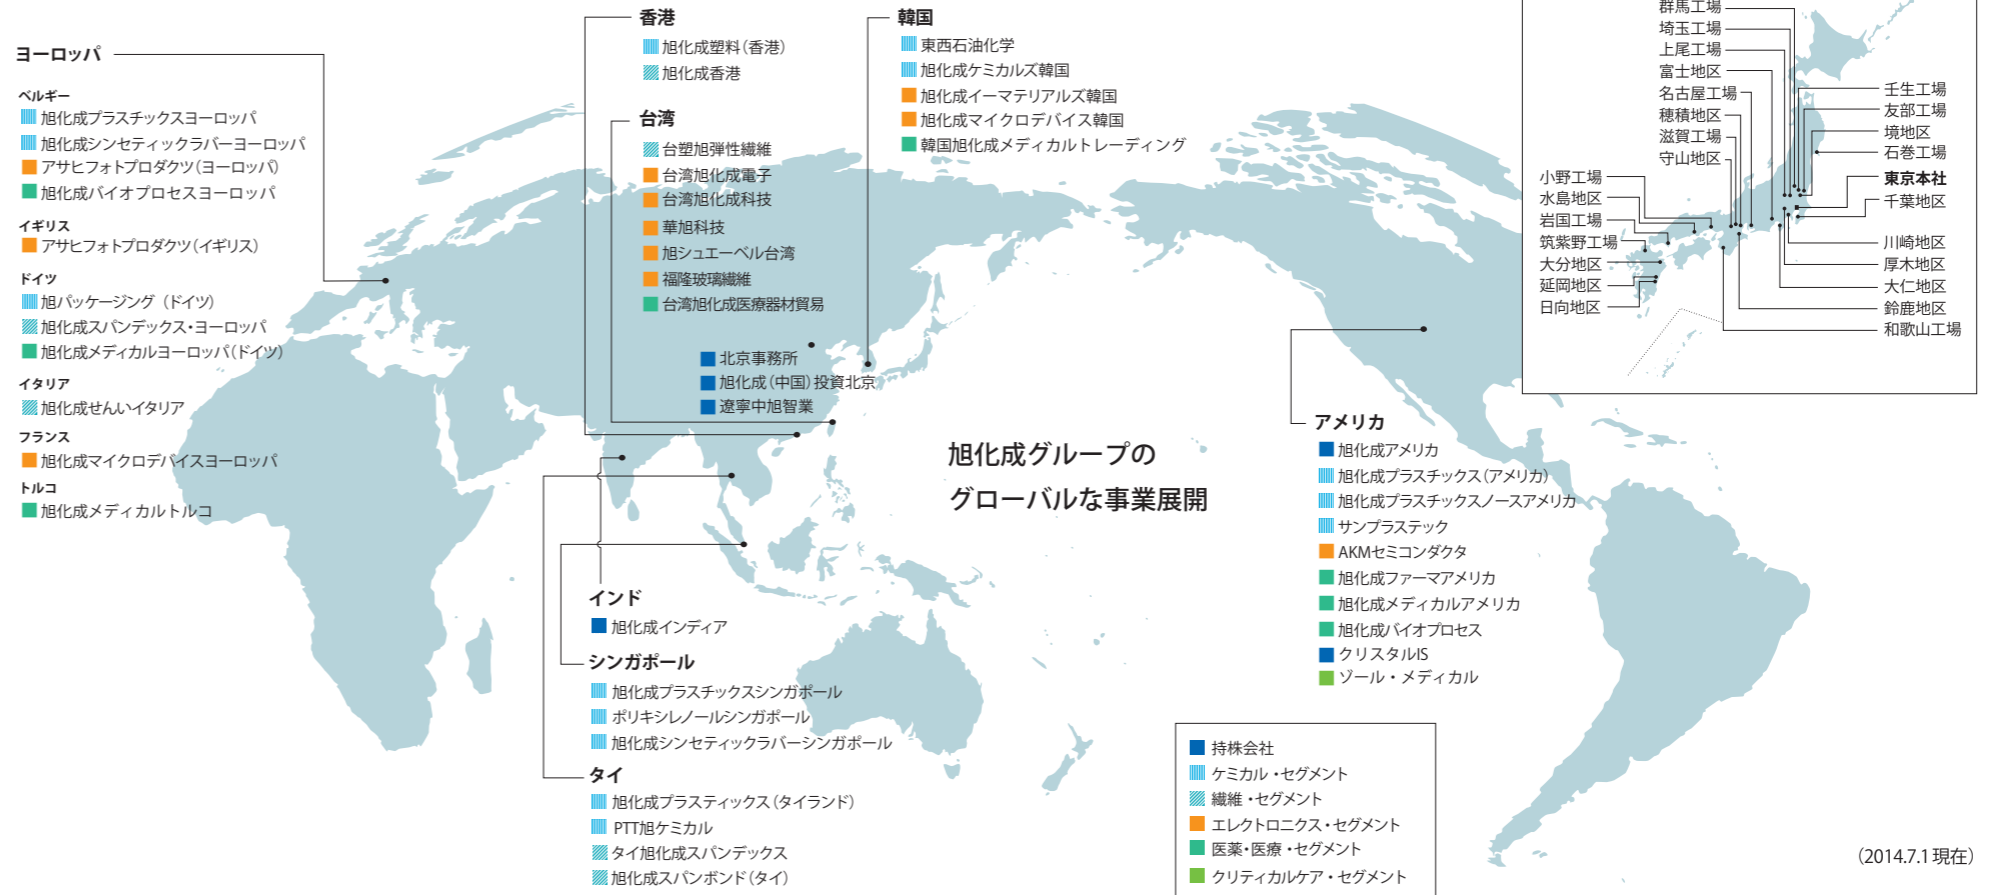 ヨーロッパ
ベルギー
旭化成プラスチックスヨーロッパ
旭化成シンセティックラバーヨーロッパ
アサヒフォトプロダクツ（ヨーロッパ）
旭化成バイオプロセスヨーロッパ
イギリス
アサヒフォトプロダクツ（イギリス）
ドイツ
旭パッケージング（ドイツ）
旭化成スパンデックス・ヨーロッパ
旭化成メディカルヨーロッパ（ドイツ）
イタリア
旭化成せんいイタリア
フランス
旭化成マイクロデバイスヨーロッパ
トルコ
旭化成メディカルトルコ
香港
旭化成塑料（香港）
旭化成香港
台湾
台塑旭弾性繊維
台湾旭化成電子
台湾旭化成科技
華旭科技
旭シュエーベル台湾
福隆玻璃繊維
台湾旭化成医療器材貿易
北京事務所
旭化成（中国）投資北京
遼寧中旭智業
韓国
東西石油化学
旭化成ケミカルズ韓国
旭化成イーマテリアルズ韓国
旭化成マイクロデバイス韓国
韓国旭化成メディカルトレーディング
旭化成グループの
グローバルな事業展開
インド
旭化成インディア
シンガポール
旭化成プラスチックスシンガポール
ポリキシレノールシンガポール
旭化成シンセティックラバーシンガポール
タイ
旭化成プラスティックス（タイランド）
PTT旭ケミカル
タイ旭化成スパンデックス
旭化成スパンボンド（タイ）
アメリカ
旭化成アメリカ
旭化成プラスチックス（アメリカ）
旭化成プラスチックスノースアメリカ
サンプラステック
AKMセミコンダクタ
旭化成ファーマアメリカ
旭化成メディカルアメリカ
旭化成バイオプロセス
クリスタルIS
ゾール・メディカル
群馬工場
埼玉工場
上尾工場
富士地区
名古屋工場
穂積地区
滋賀工場
守山地区
小野工場
水島地区
岩国工場
筑紫野工場
大分地区
延岡地区
日向地区
壬生工場
友部工場
境地区
石巻工場
東京本社
千葉地区
川崎地区
厚木地区
大仁地区
鈴鹿地区
和歌山工場
持株会社
ケミカル・セグメント
繊維・セグメント
エレクトロニクス・セグメント
医薬・医療・セグメント
クリティカルケア・セグメント
（2014.7.1 現在）